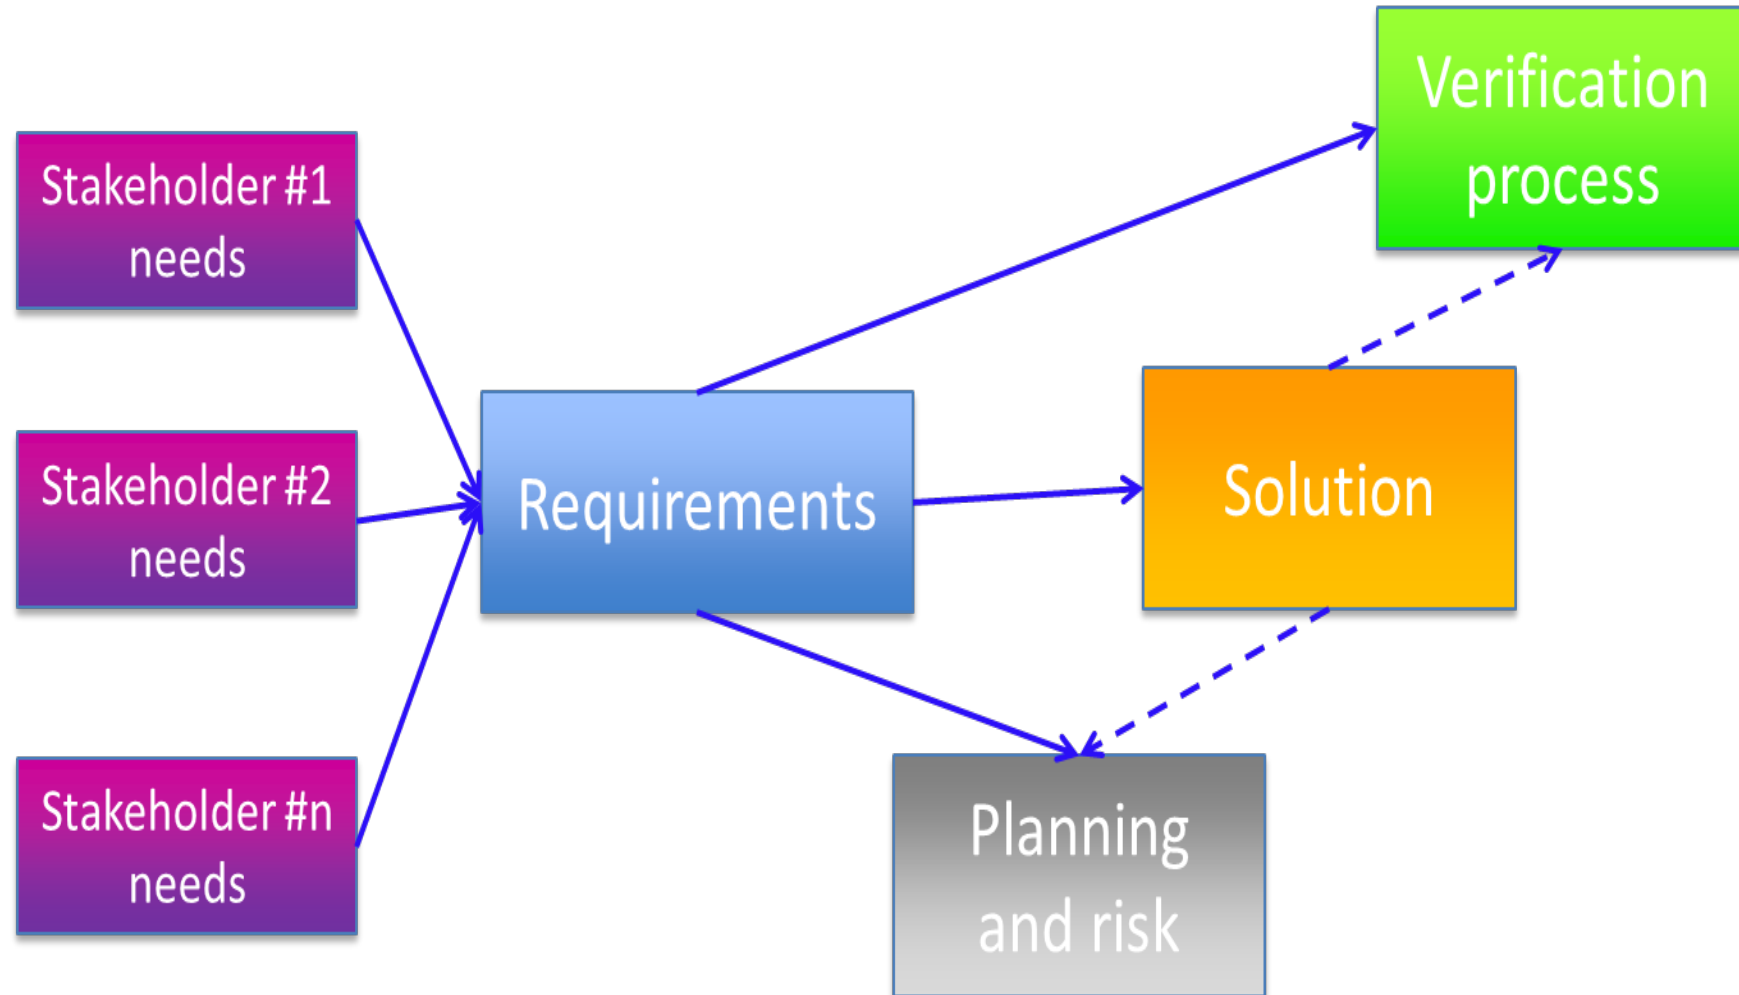 Verification
process
Stakeholder #1
needs
Stakeholder #2
needs
Requirements
Solution
Stakeholder #n
needs
Planning
and risk